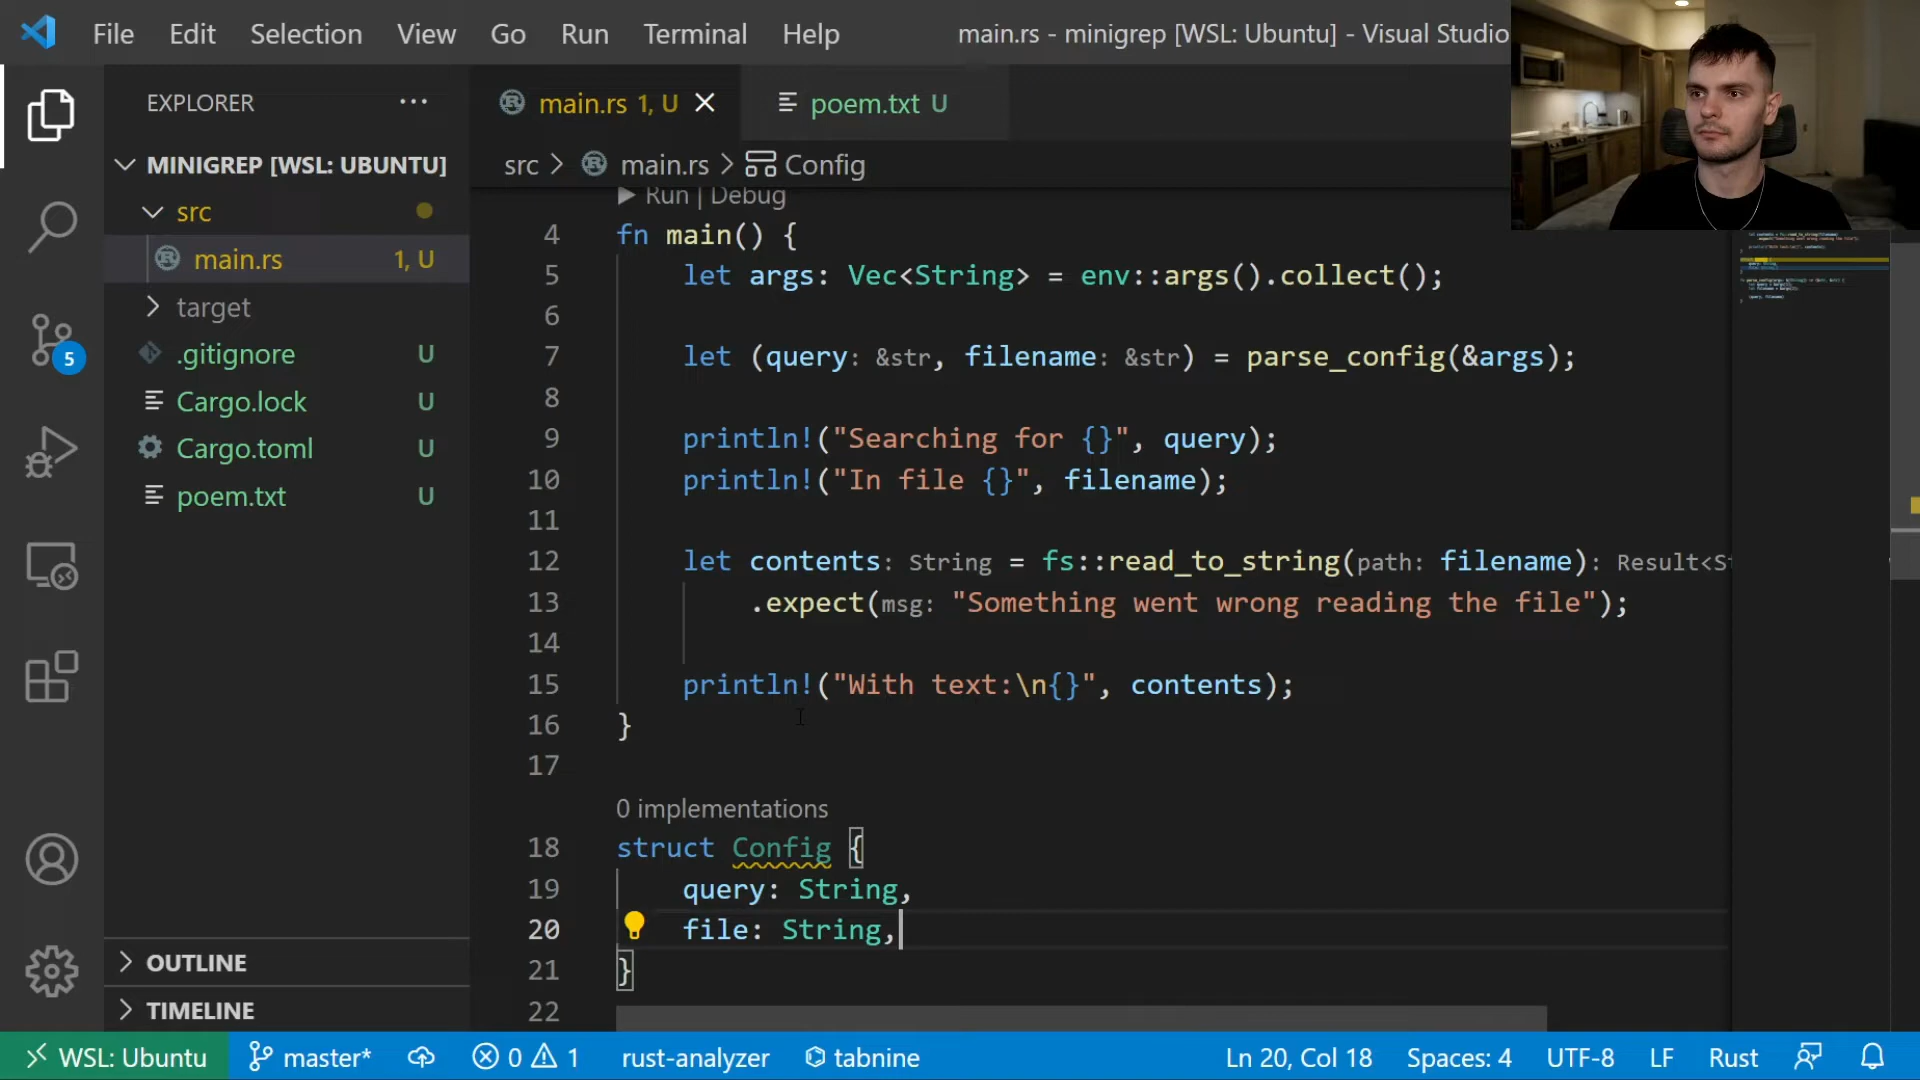 File Edit Selection View Go Run Terminal Help main.rs - minigrep [WSL: Ubuntu] - Visual Studio
EXPLORER ···
MINIGREP [WSL: UBUNTU]
src
main.rs 1, U
target
.gitignore U
Cargo.lock U
Cargo.toml U
poem.txt U
OUTLINE
TIMELINE
5
main.rs 1, U
poem.txt U
src > main.rs > Config
Run | Debug
4 fn main() {
5 let args: Vec<String> = env::args().collect();
6
7 let (query: &str, filename: &str) = parse_config(&args);
8
9 println!("Searching for {}", query);
10 println!("In file {}", filename);
11
12 let contents: String = fs::read_to_string(path: filename): Result<St
13 .expect(msg: "Something went wrong reading the file");
14
15 println!("With text:\n{}", contents);
16 }
17
0 implementations
18 struct Config {
19 query: String,
20 file: String,
21 }
22
WSL: Ubuntu master* 0 1 rust-analyzer tabnine Ln 20, Col 18 Spaces: 4 UTF-8 LF Rust